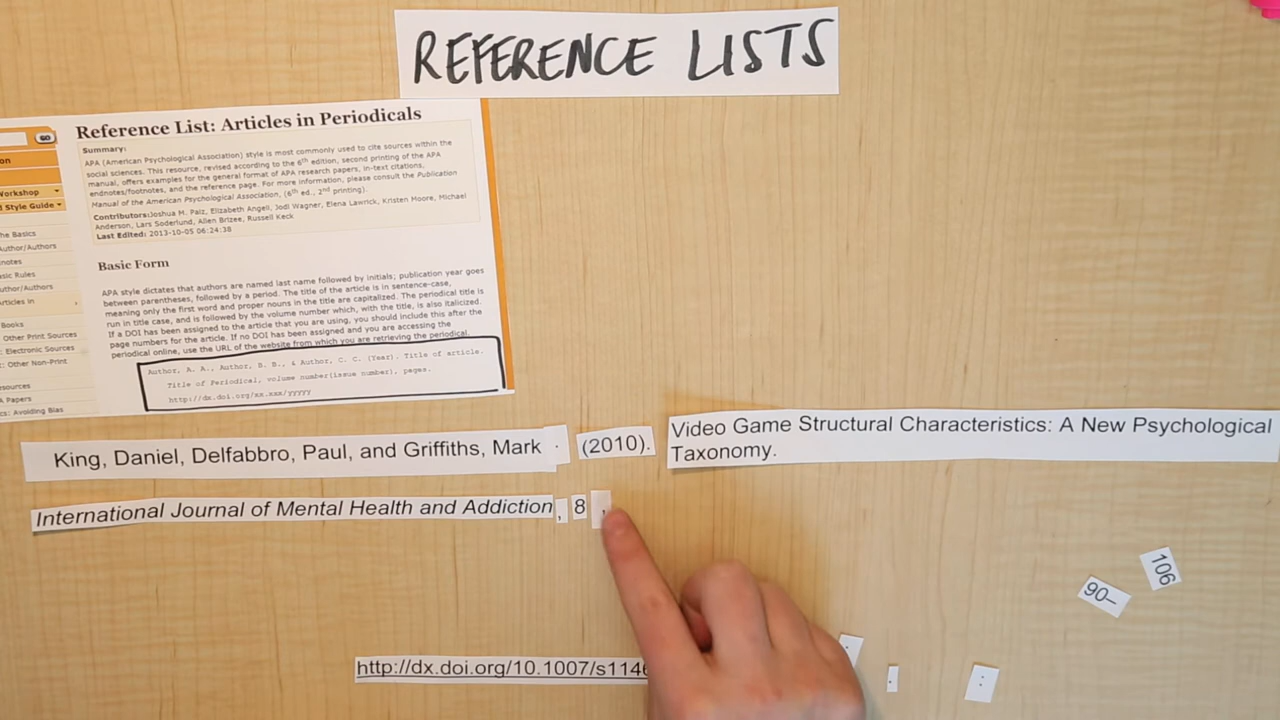 REFERENCE LISTS
GO
Reference List: Articles in Periodicals
Summary:
APA (American Psychological Association) style is most commonly used to cite sources within the
social sciences. This resource, revised according to the 6th edition, second printing of the APA
manual, offers examples for the general format of APA research papers, in-text citations,
endnotes/footnotes, and the reference page. For more information, please consult the Publication
Manual of the American Psychological Association, (6th ed., 2nd printing).
Contributors:Joshua M. Paiz, Elizabeth Angeli, Jodi Wagner, Elena Lawrick, Kristen Moore, Michael
Anderson, Lars Soderlund, Allen Brizee, Russell Keck
Last Edited: 2013-10-05 06:24:38
on
Workshop
d Style Guide
he Basics
Author/Authors
notes
asic Rules
uthor/Authors
rticles in
Books
Other Print Sources
: Electronic Sources
: Other Non-Print
sources
A Papers
cs: Avoiding Bias
Basic Form
APA style dictates that authors are named last name followed by initials; publication year goes
between parentheses, followed by a period. The title of the article is in sentence-case,
meaning only the first word and proper nouns in the title are capitalized. The periodical title is
run in title case, and is followed by the volume number which, with the title, is also italicized.
If a DOI has been assigned to the article that you are using, you should include this after the
page numbers for the article. If no DOI has been assigned and you are accessing the
periodical online, use the URL of the website from which you are retrieving the periodical.
Author, A. A., Author, B. B., & Author, C. C. (Year). Title of article.
Title of Periodical, volume number(issue number), pages.
http://dx.doi.org/xx.xxx/yyyyy
King, Daniel, Delfabbro, Paul, and Griffiths, Mark . (2010).
Video Game Structural Characteristics: A New Psychological
Taxonomy.
International Journal of Mental Health and Addiction, 8 ,
106
90–
http://dx.doi.org/10.1007/s114